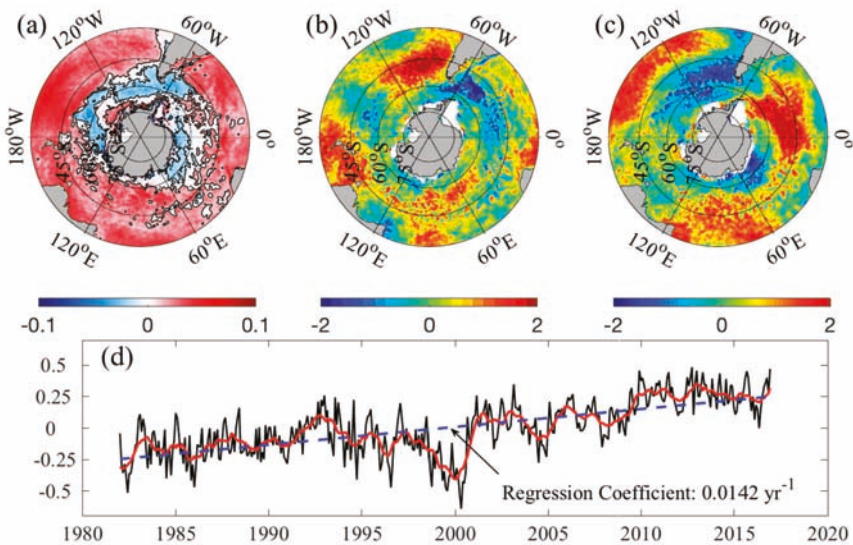 (a) (b) (c)
120°W 60°W 120°W 60°W 120°W 60°W
180°W 45°S 60°S 0° 180°W 45°S 60°S 75°S 0° 180°W 45°S 60°S 75°S 0°
120°E 60°E 120°E 60°E 120°E 60°E
-0.1 0 0.1 -2 0 2 -2 0 2
(d)
0.5
0.25
0
-0.25
-0.5
Regression Coefficient: 0.0142 yr⁻¹
1980 1985 1990 1995 2000 2005 2010 2015 2020